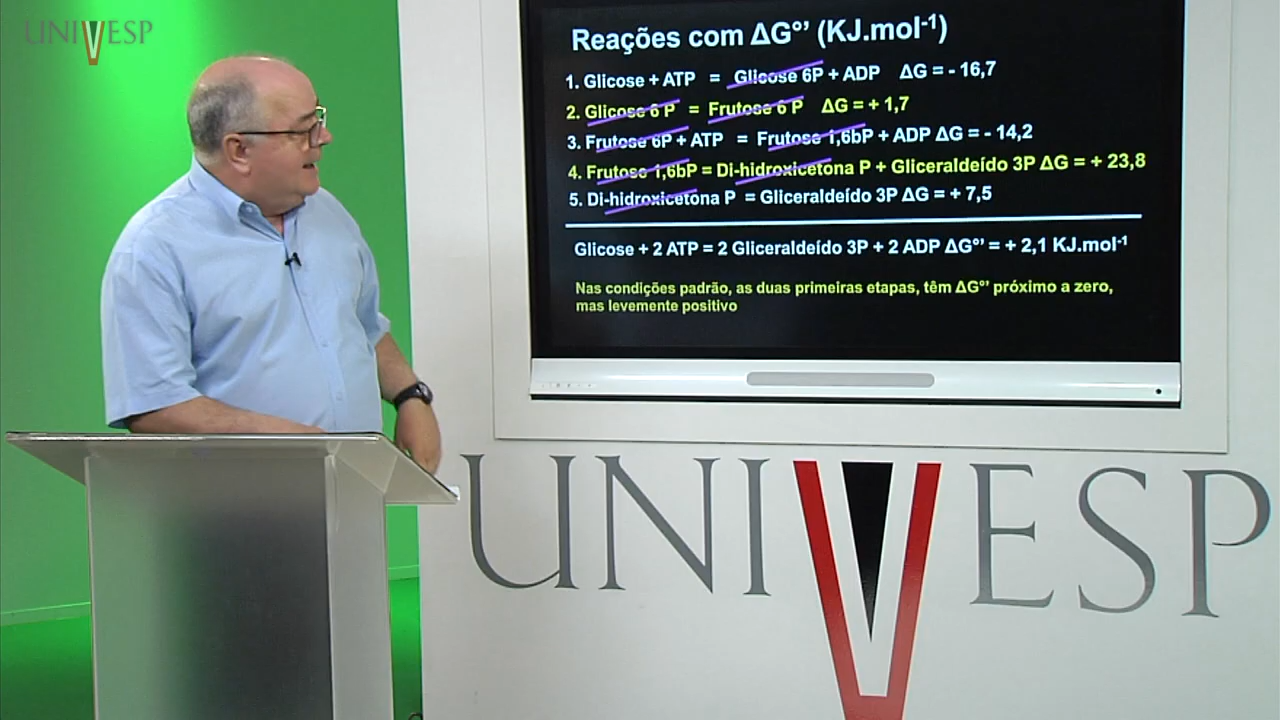 UNIVESP
Reações com ΔG°' (KJ.mol-1)
1. Glicose + ATP = Glicose 6P + ADP ΔG = - 16,7
2. Glicose 6 P = Frutose 6 P ΔG = + 1,7
3. Frutose 6P + ATP = Frutose 1,6bP + ADP ΔG = - 14,2
4. Frutose 1,6bP = Di-hidroxicetona P + Gliceraldeído 3P ΔG = + 23,8
5. Di-hidroxicetona P = Gliceraldeído 3P ΔG = + 7,5
Glicose + 2 ATP = 2 Gliceraldeído 3P + 2 ADP ΔG°' = + 2,1 KJ.mol-1
Nas condições padrão, as duas primeiras etapas, têm ΔG°' próximo a zero,
mas levemente positivo
UNIVESP